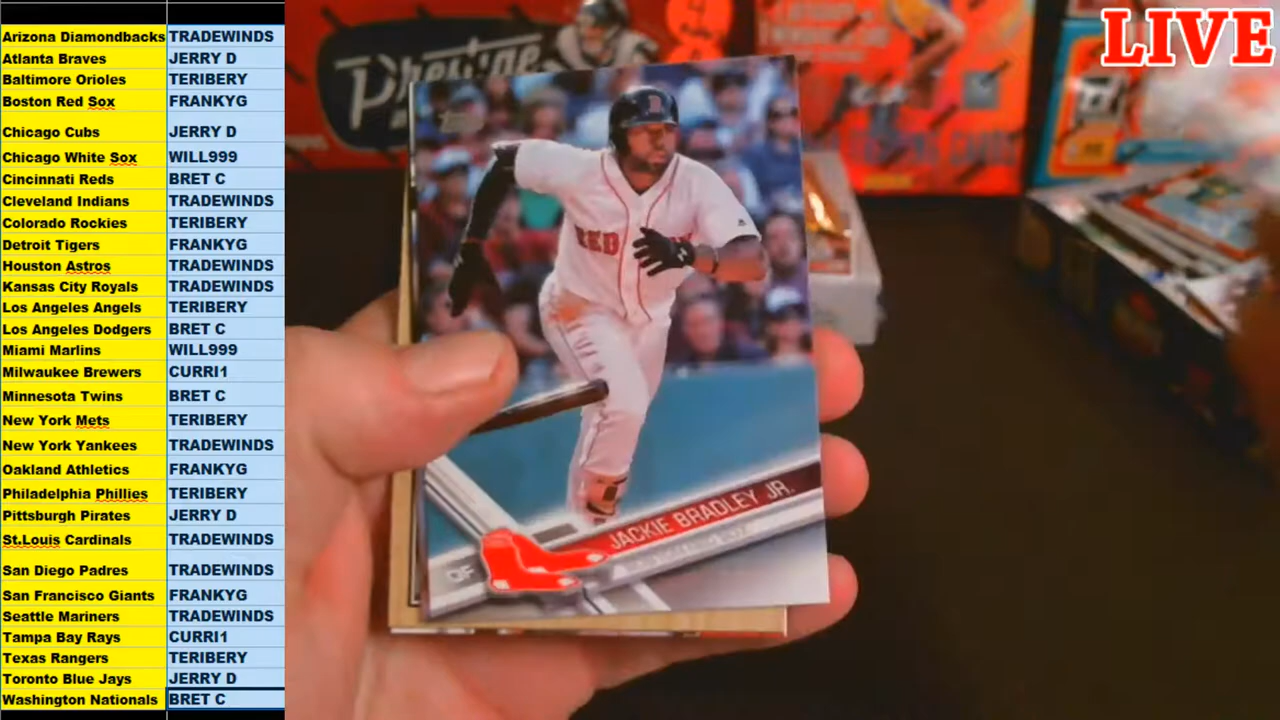 Arizona Diamondbacks TRADEWINDS
Atlanta Braves JERRY D
Baltimore Orioles TERIBERY
Boston Red Sox FRANKYG
Chicago Cubs JERRY D
Chicago White Sox WILL999
Cincinnati Reds BRET C
Cleveland Indians TRADEWINDS
Colorado Rockies TERIBERY
Detroit Tigers FRANKYG
Houston Astros TRADEWINDS
Kansas City Royals TRADEWINDS
Los Angeles Angels TERIBERY
Los Angeles Dodgers BRET C
Miami Marlins WILL999
Milwaukee Brewers CURRI1
Minnesota Twins BRET C
New York Mets TERIBERY
New York Yankees TRADEWINDS
Oakland Athletics FRANKYG
Philadelphia Phillies TERIBERY
Pittsburgh Pirates JERRY D
St.Louis Cardinals TRADEWINDS
San Diego Padres TRADEWINDS
San Francisco Giants FRANKYG
Seattle Mariners TRADEWINDS
Tampa Bay Rays CURRI1
Texas Rangers TERIBERY
Toronto Blue Jays JERRY D
Washington Nationals BRET C
LIVE
Prestige
RED
JACKIE BRADLEY JR.
OF